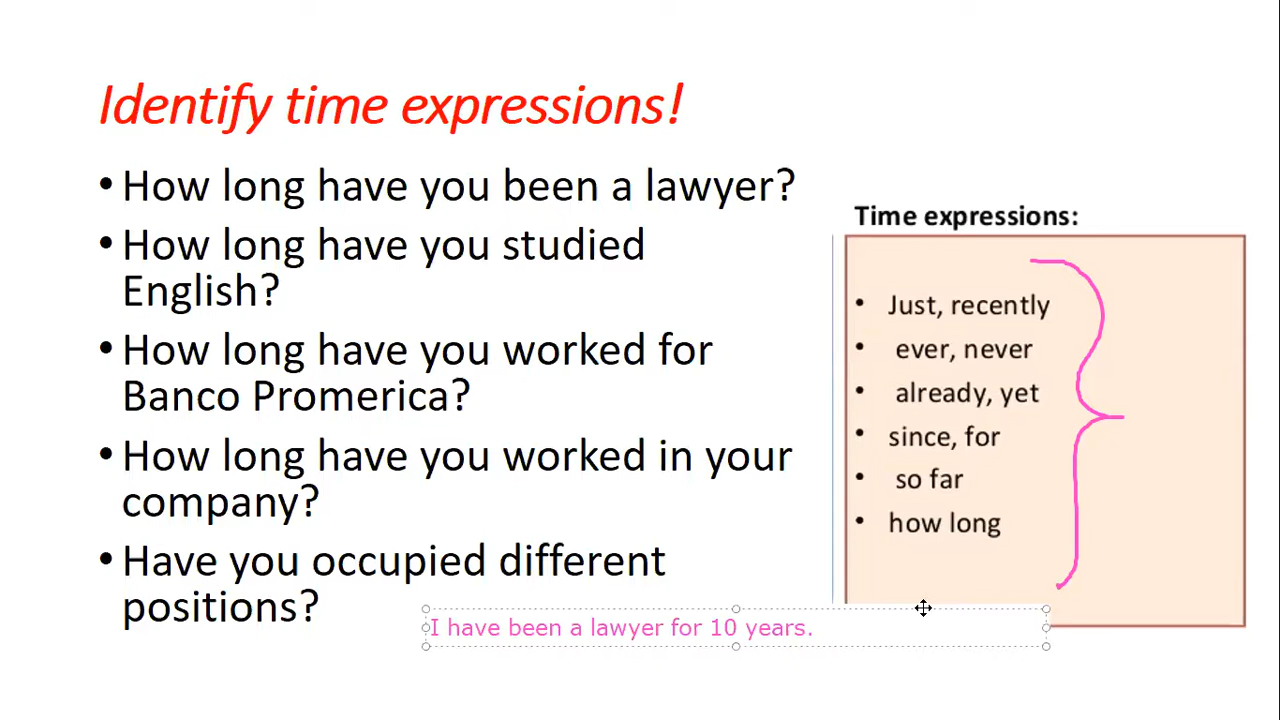 Identify time expressions!
• How long have you been a lawyer?
• How long have you studied
English?
• How long have you worked for
Banco Promerica?
• How long have you worked in your
company?
• Have you occupied different
positions?
Time expressions:
• Just, recently
• ever, never
• already, yet
• since, for
• so far
• how long
I have been a lawyer for 10 years.